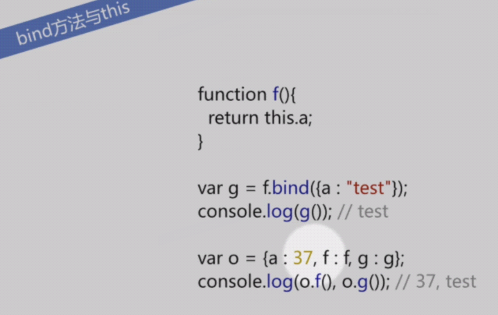 bind方法与this
function f(){
return this.a;
}
var g = f.bind({a : "test"});
console.log(g()); // test
var o = {a : 37, f : f, g : g};
console.log(o.f(), o.g()); // 37, test